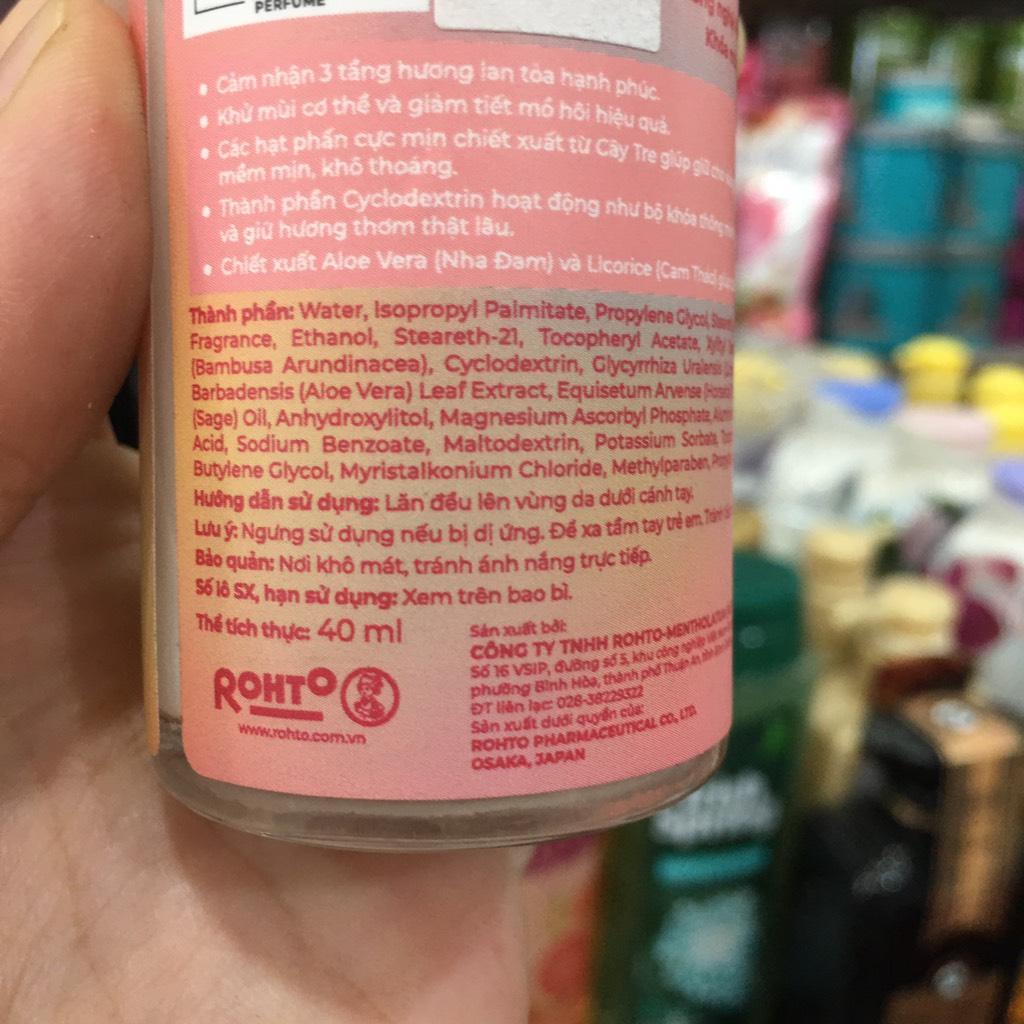 PERFUME
• Cảm nhận 3 tầng hương lan tỏa hạnh phúc.
• Khử mùi cơ thể và giảm tiết mồ hôi hiệu quả.
• Các hạt phấn cực mịn chiết xuất từ Cây Tre giúp giữ cho
mềm mịn, khô thoáng.
• Thành phần Cyclodextrin hoạt động như bộ khóa thông
và giữ hương thơm thật lâu.
• Chiết xuất Aloe Vera (Nha Đam) và Licorice (Cam Thảo)
Thành phần: Water, Isopropyl Palmitate, Propylene Glycol,
Fragrance, Ethanol, Steareth-21, Tocopheryl Acetate,
(Bambusa Arundinacea), Cyclodextrin, Glycyrrhiza Uralensis
Barbadensis (Aloe Vera) Leaf Extract, Equisetum Arvense
(Sage) Oil, Anhydroxylitol, Magnesium Ascorbyl Phosphate,
Acid, Sodium Benzoate, Maltodextrin, Potassium Sorbate,
Butylene Glycol, Myristalkonium Chloride, Methylparaben,
Hướng dẫn sử dụng: Lăn đều lên vùng da dưới cánh tay.
Lưu ý: Ngưng sử dụng nếu bị dị ứng. Để xa tầm tay trẻ em.
Bảo quản: Nơi khô mát, tránh ánh nắng trực tiếp.
Số lô SX, hạn sử dụng: Xem trên bao bì.
Thể tích thực: 40 ml
ROHTO
www.rohto.com.vn
Sản xuất bởi:
CÔNG TY TNHH ROHTO-MENTHOLATUM
Số 16 VSIP, đường số 5, khu công nghiệp
phường Bình Hòa, thành phố Thuận An,
ĐT liên lạc: 028-38229322
Sản xuất dưới quyền của:
ROHTO PHARMACEUTICAL CO., LTD.
OSAKA, JAPAN